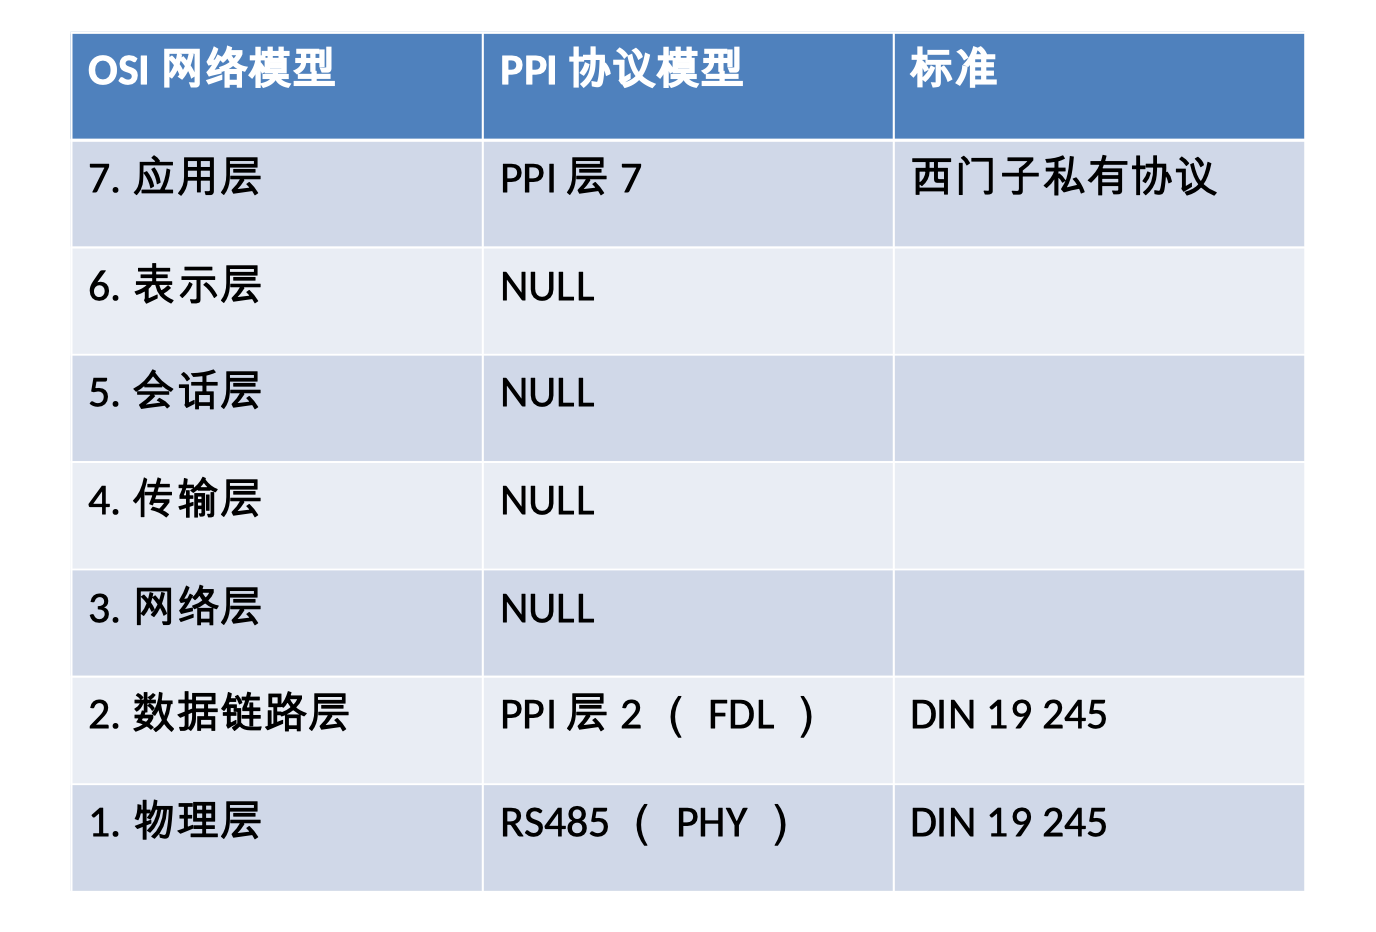 OSI 网络模型 PPI 协议模型 标准
7. 应用层 PPI 层 7 西门子私有协议
6. 表示层 NULL
5. 会话层 NULL
4. 传输层 NULL
3. 网络层 NULL
2. 数据链路层 PPI 层 2 ( FDL ) DIN 19 245
1. 物理层 RS485 ( PHY ) DIN 19 245